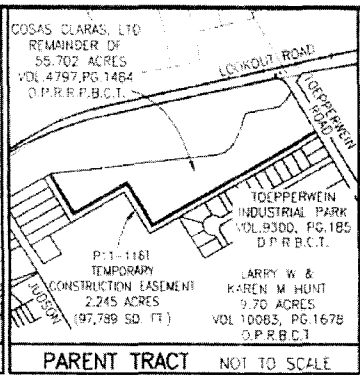 COSAS CLARAS, LTD
REMAINDER OF
55.702 ACRES
VOL.4797,PG.1464
O.P.R.R.P.B.C.T.
LOOKOUT ROAD
TOEPPERWEIN
ROAD
TOEPPERWEIN
INDUSTRIAL PARK
VOL.9300, PG.185
D.P.R.B.C.T.
P11-1161
TEMPORARY
CONSTRUCTION EASEMENT
2.245 ACRES
(97,789 SQ. FT.)
JUDSON
LARRY W &
KAREN M HUNT
9.70 ACRES
VOL 10083, PG.1678
O.P.R.B.C.T
PARENT TRACT NOT TO SCALE